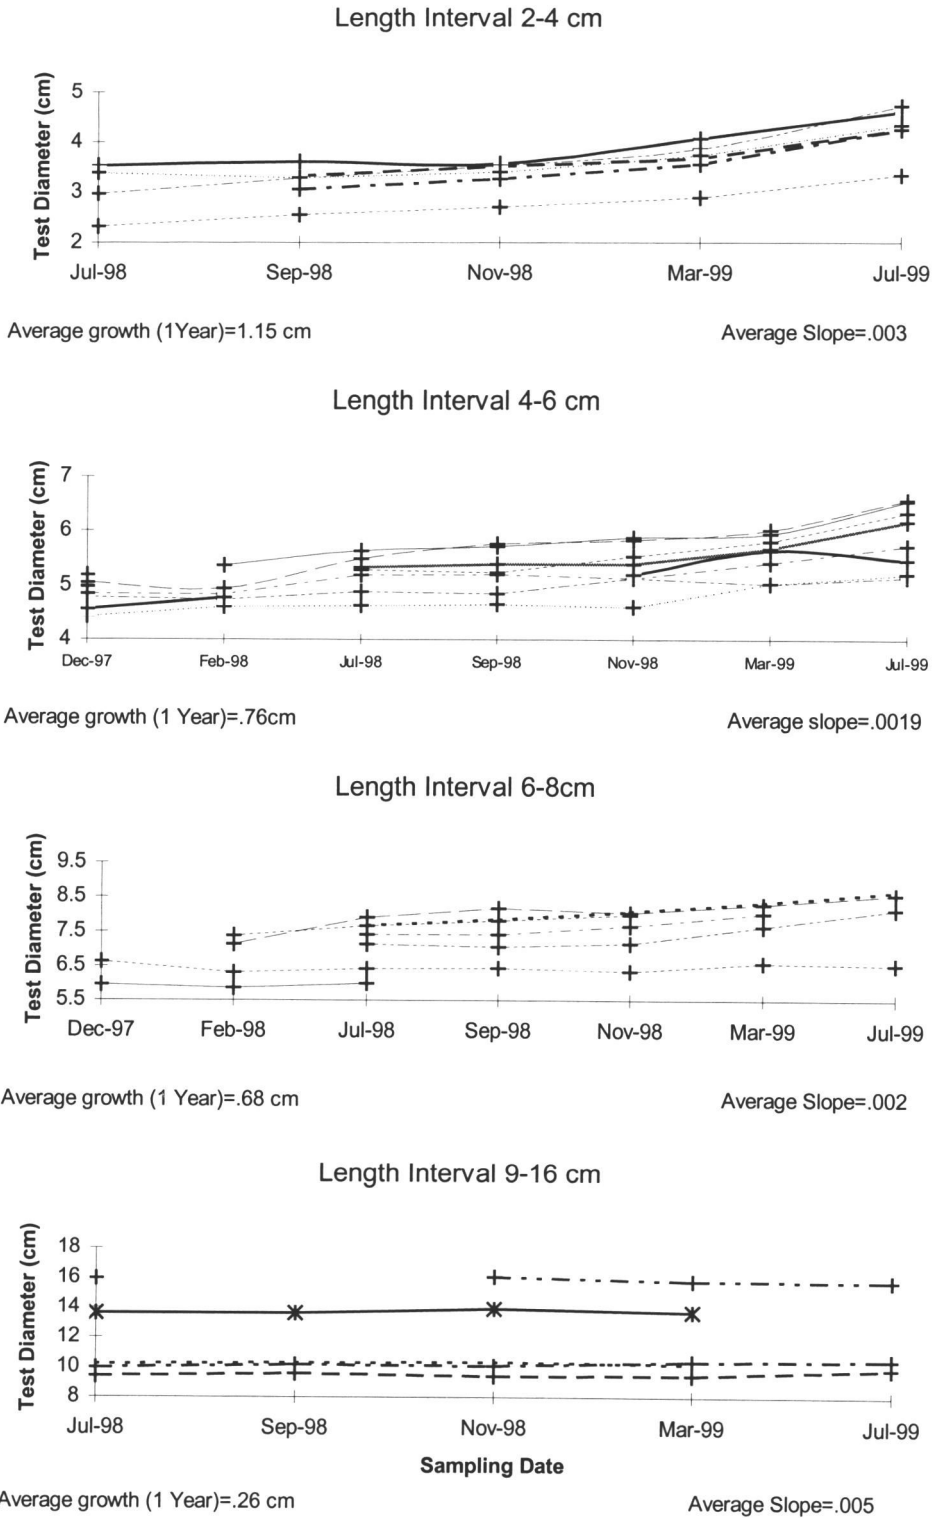 Length Interval 2-4 cm
Test Diameter (cm)
5
4
3
2
Jul-98 Sep-98 Nov-98 Mar-99 Jul-99
Average growth (1Year)=1.15 cm Average Slope=.003
Length Interval 4-6 cm
Test Diameter (cm)
7
6
5
4
Dec-97 Feb-98 Jul-98 Sep-98 Nov-98 Mar-99 Jul-99
Average growth (1 Year)=.76cm Average slope=.0019
Length Interval 6-8cm
Test Diameter (cm)
9.5
8.5
7.5
6.5
5.5
Dec-97 Feb-98 Jul-98 Sep-98 Nov-98 Mar-99 Jul-99
Average growth (1 Year)=.68 cm Average Slope=.002
Length Interval 9-16 cm
Test Diameter (cm)
18
16
14
12
10
8
Jul-98 Sep-98 Nov-98 Mar-99 Jul-99
Sampling Date
Average growth (1 Year)=.26 cm Average Slope=.005